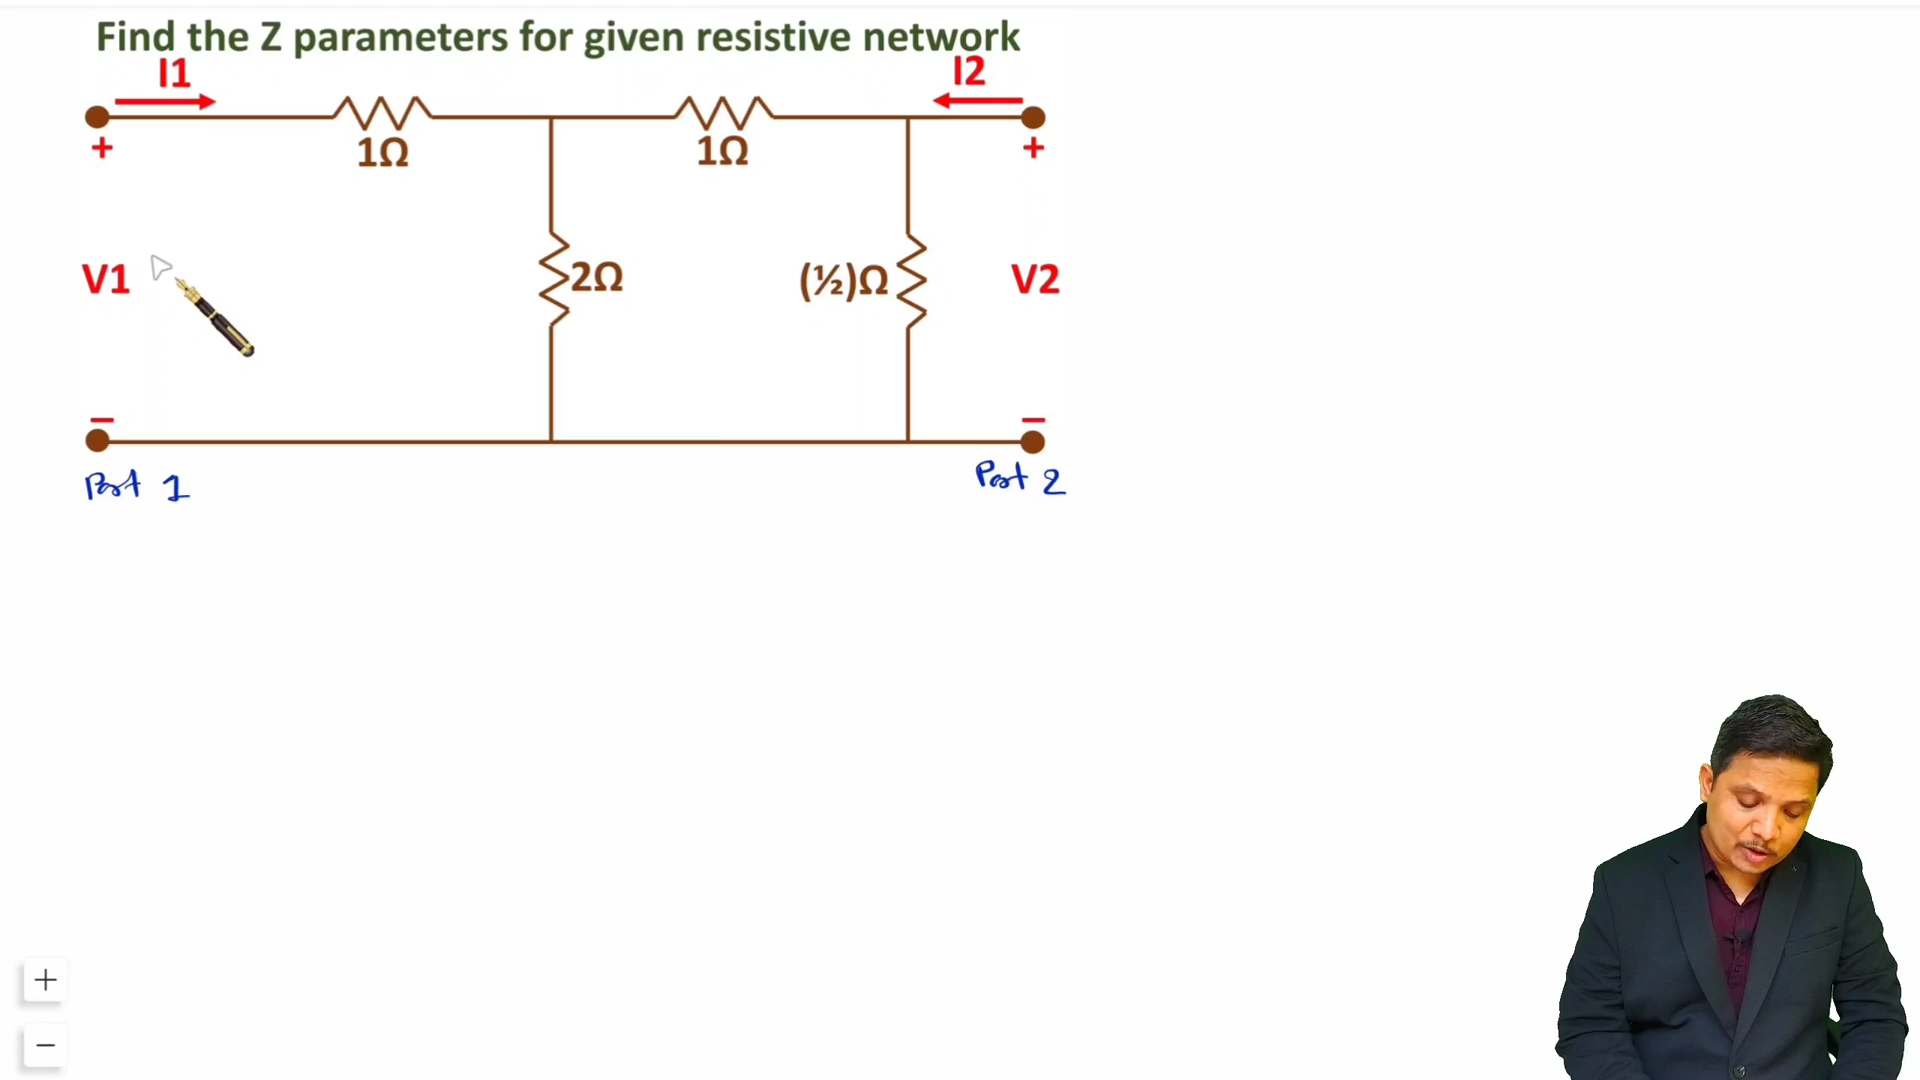 Find the Z parameters for given resistive network
I1
I2
1Ω
1Ω
+
+
V1
2Ω
(½)Ω
V2
−
−
Port 1
Port 2
+
−